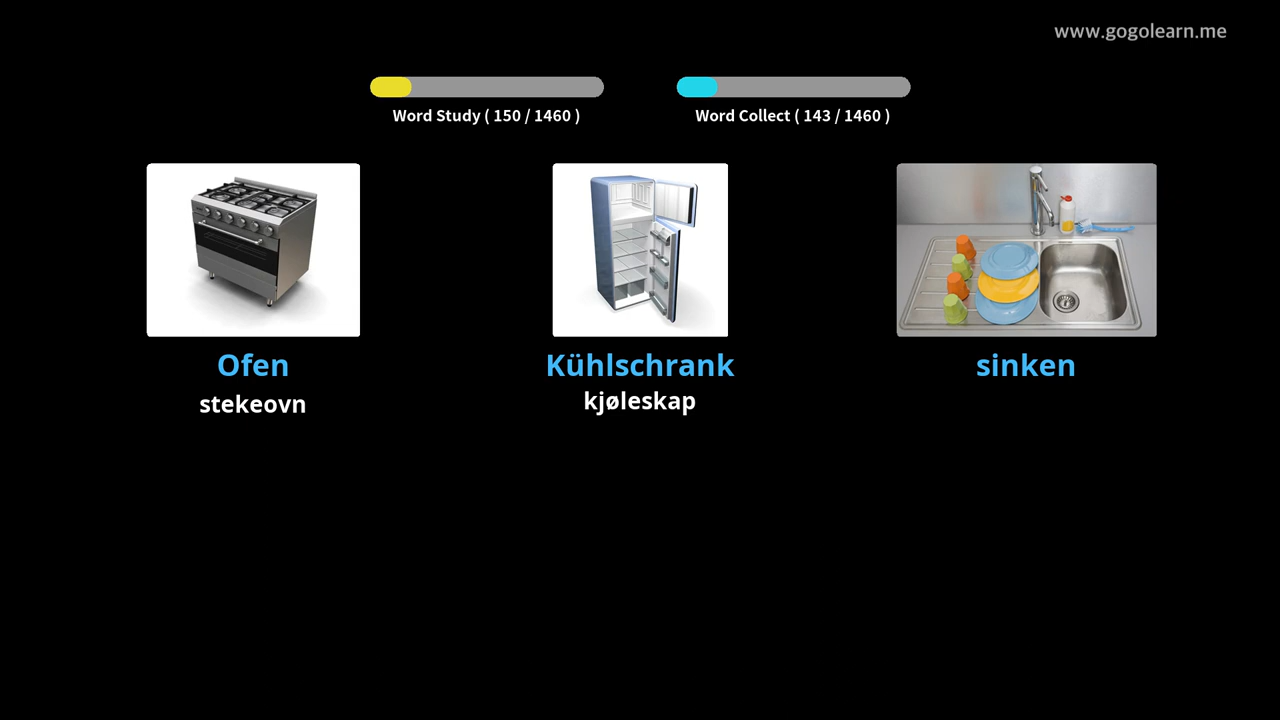 www.gogolearn.me
Word Study ( 150 / 1460 )
Word Collect ( 143 / 1460 )
Ofen
Kühlschrank
sinken
stekeovn
kjøleskap